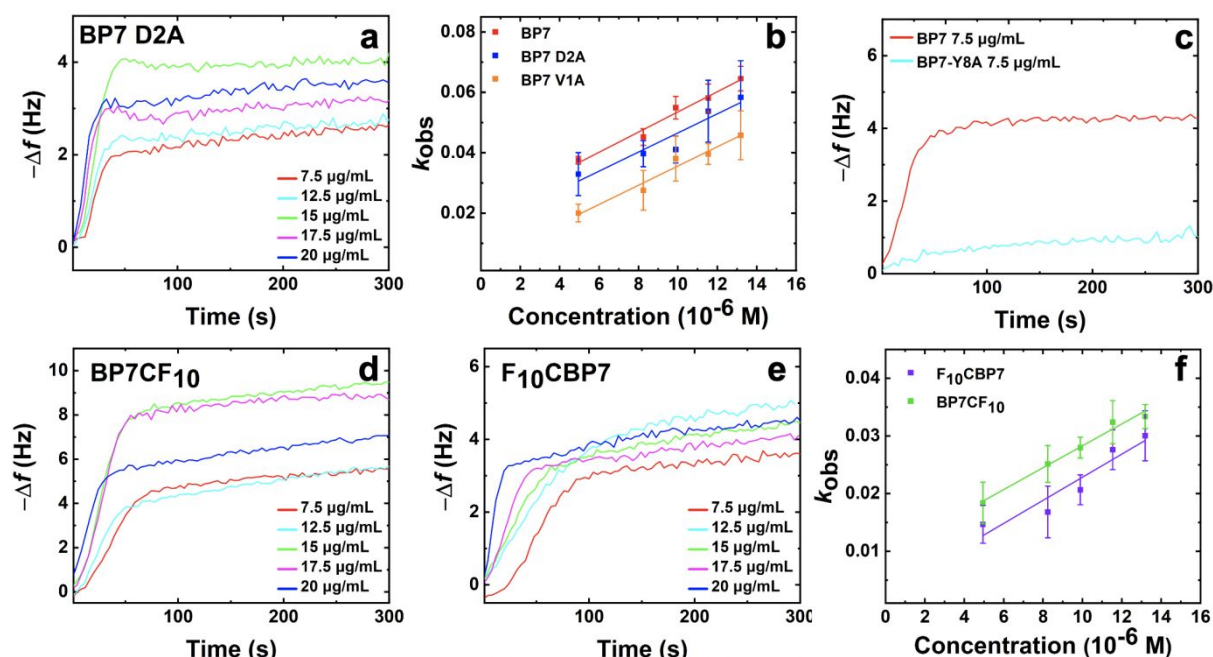 BP7 D2A
a
−Δf (Hz)
4
2
0
7.5 μg/mL
12.5 μg/mL
15 μg/mL
17.5 μg/mL
20 μg/mL
100 200 300
Time (s)
b
kobs
0.08
0.06
0.04
0.02
BP7
BP7 D2A
BP7 V1A
0 2 4 6 8 10 12 14 16
Concentration (10-6 M)
c
−Δf (Hz)
6
4
2
0
BP7 7.5 μg/mL
BP7-Y8A 7.5 μg/mL
100 200 300
Time (s)
BP7CF10
d
−Δf (Hz)
10
8
6
4
2
0
7.5 μg/mL
12.5 μg/mL
15 μg/mL
17.5 μg/mL
20 μg/mL
100 200 300
Time (s)
F10CBP7
e
−Δf (Hz)
6
4
2
0
7.5 μg/mL
12.5 μg/mL
15 μg/mL
17.5 μg/mL
20 μg/mL
100 200 300
Time (s)
f
kobs
0.04
0.03
0.02
0.01
F10CBP7
BP7CF10
0 2 4 6 8 10 12 14 16
Concentration (10-6 M)